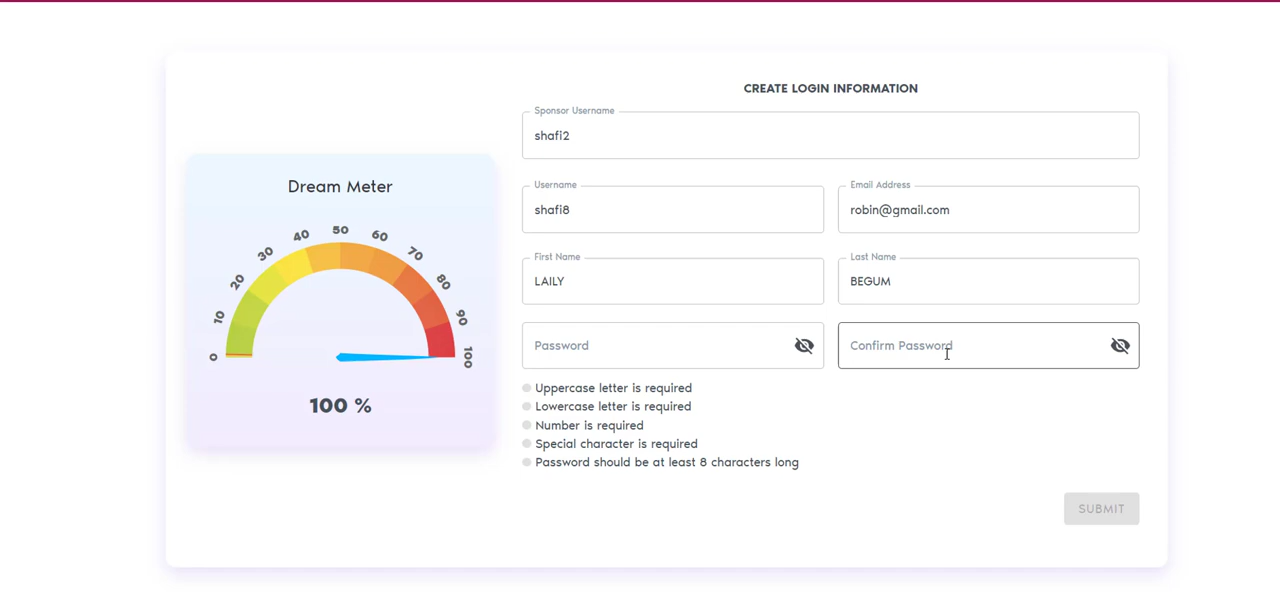 CREATE LOGIN INFORMATION
Sponsor Username
shafi2
Dream Meter
Username
shafi8
Email Address
robin@gmail.com
0
10
20
30
40
50
60
70
80
90
100
First Name
LAILY
Last Name
BEGUM
Password
Confirm Password
100 %
Uppercase letter is required
Lowercase letter is required
Number is required
Special character is required
Password should be at least 8 characters long
SUBMIT